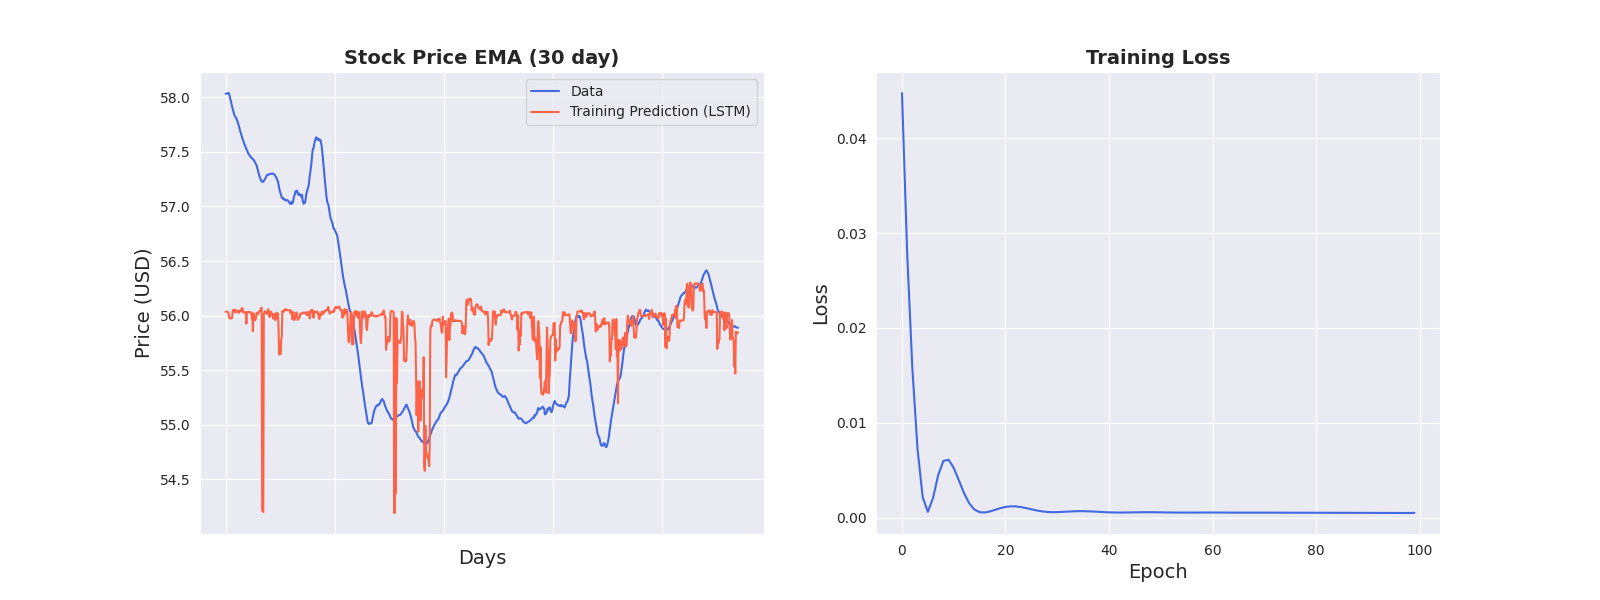 Stock Price EMA (30 day)
Data
Training Prediction (LSTM)
58.0
57.5
57.0
56.5
56.0
55.5
55.0
54.5
Price (USD)
Days
Training Loss
0.04
0.03
0.02
0.01
0.00
Loss
0 20 40 60 80 100
Epoch